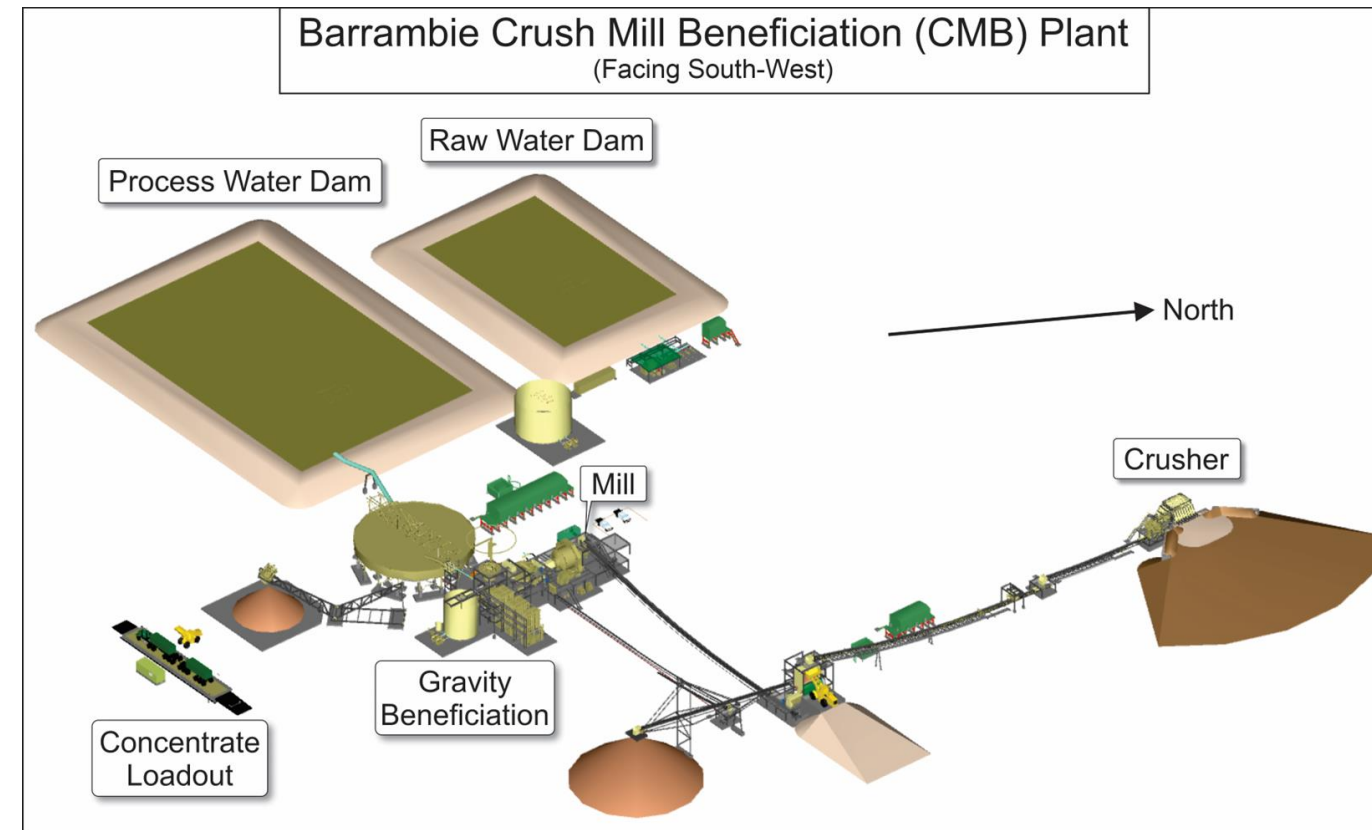 Barrambie Crush Mill Beneficiation (CMB) Plant
(Facing South-West)
Raw Water Dam
Process Water Dam
North
Crusher
Mill
Gravity
Beneficiation
Concentrate
Loadout